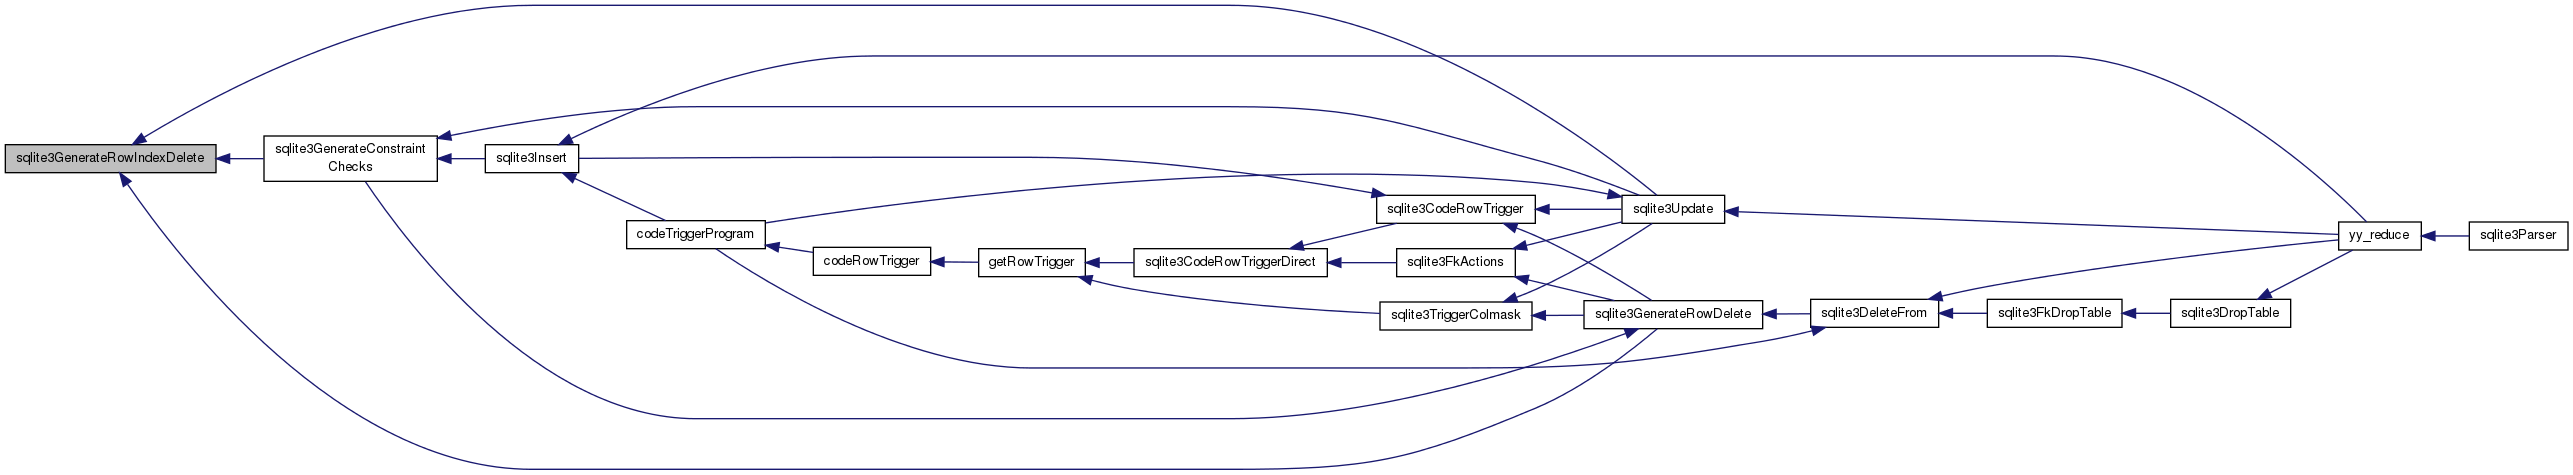 sqlite3GenerateRowIndexDelete
sqlite3GenerateConstraint
Checks
sqlite3Insert
codeTriggerProgram
codeRowTrigger
getRowTrigger
sqlite3CodeRowTriggerDirect
sqlite3CodeRowTrigger
sqlite3FkActions
sqlite3TriggerColmask
sqlite3Update
sqlite3GenerateRowDelete
sqlite3DeleteFrom
sqlite3FkDropTable
sqlite3DropTable
yy_reduce
sqlite3Parser